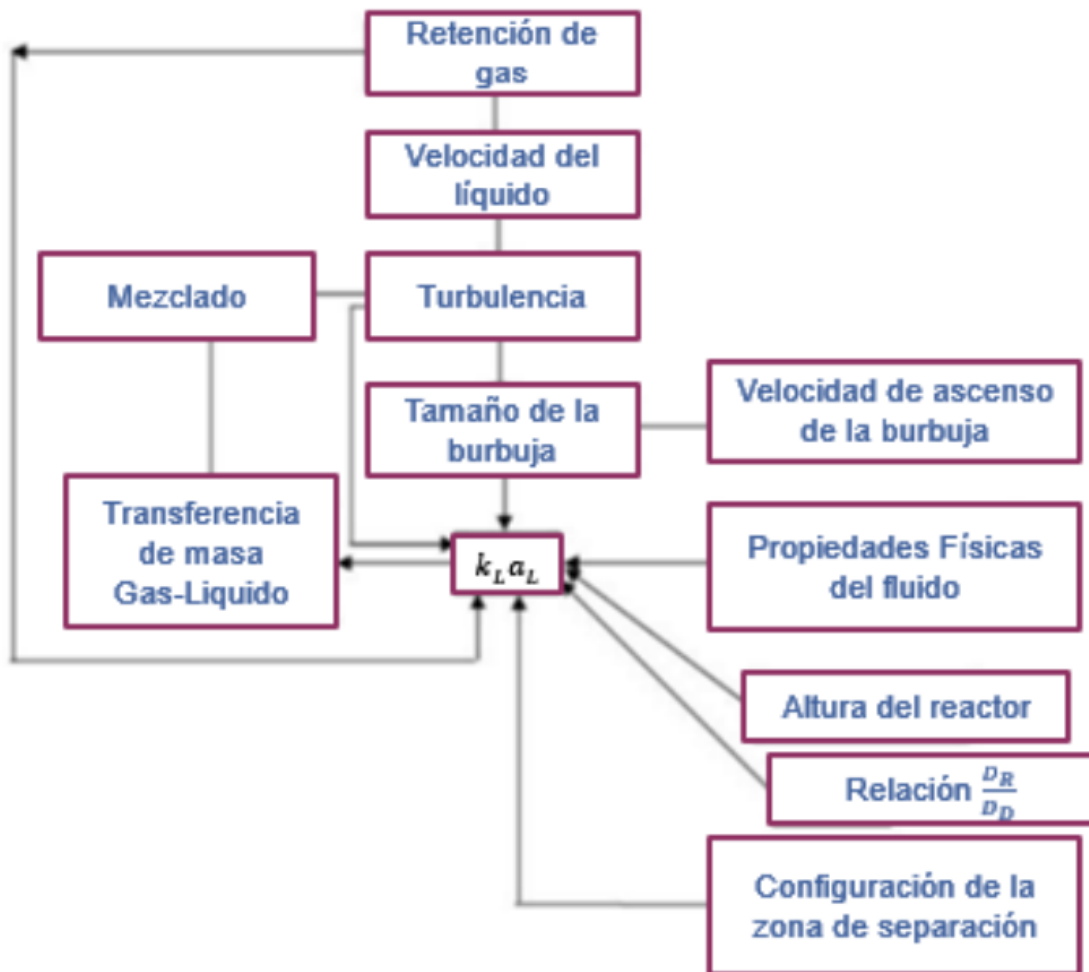 Retención de
gas
Velocidad del
líquido
Mezclado
Turbulencia
Tamaño de la
burbuja
Velocidad de ascenso
de la burbuja
Transferencia
de masa
Gas-Liquido
k_L a_L
Propiedades Físicas
del fluido
Altura del reactor
Relación D_R/D_D
Configuración de la
zona de separación